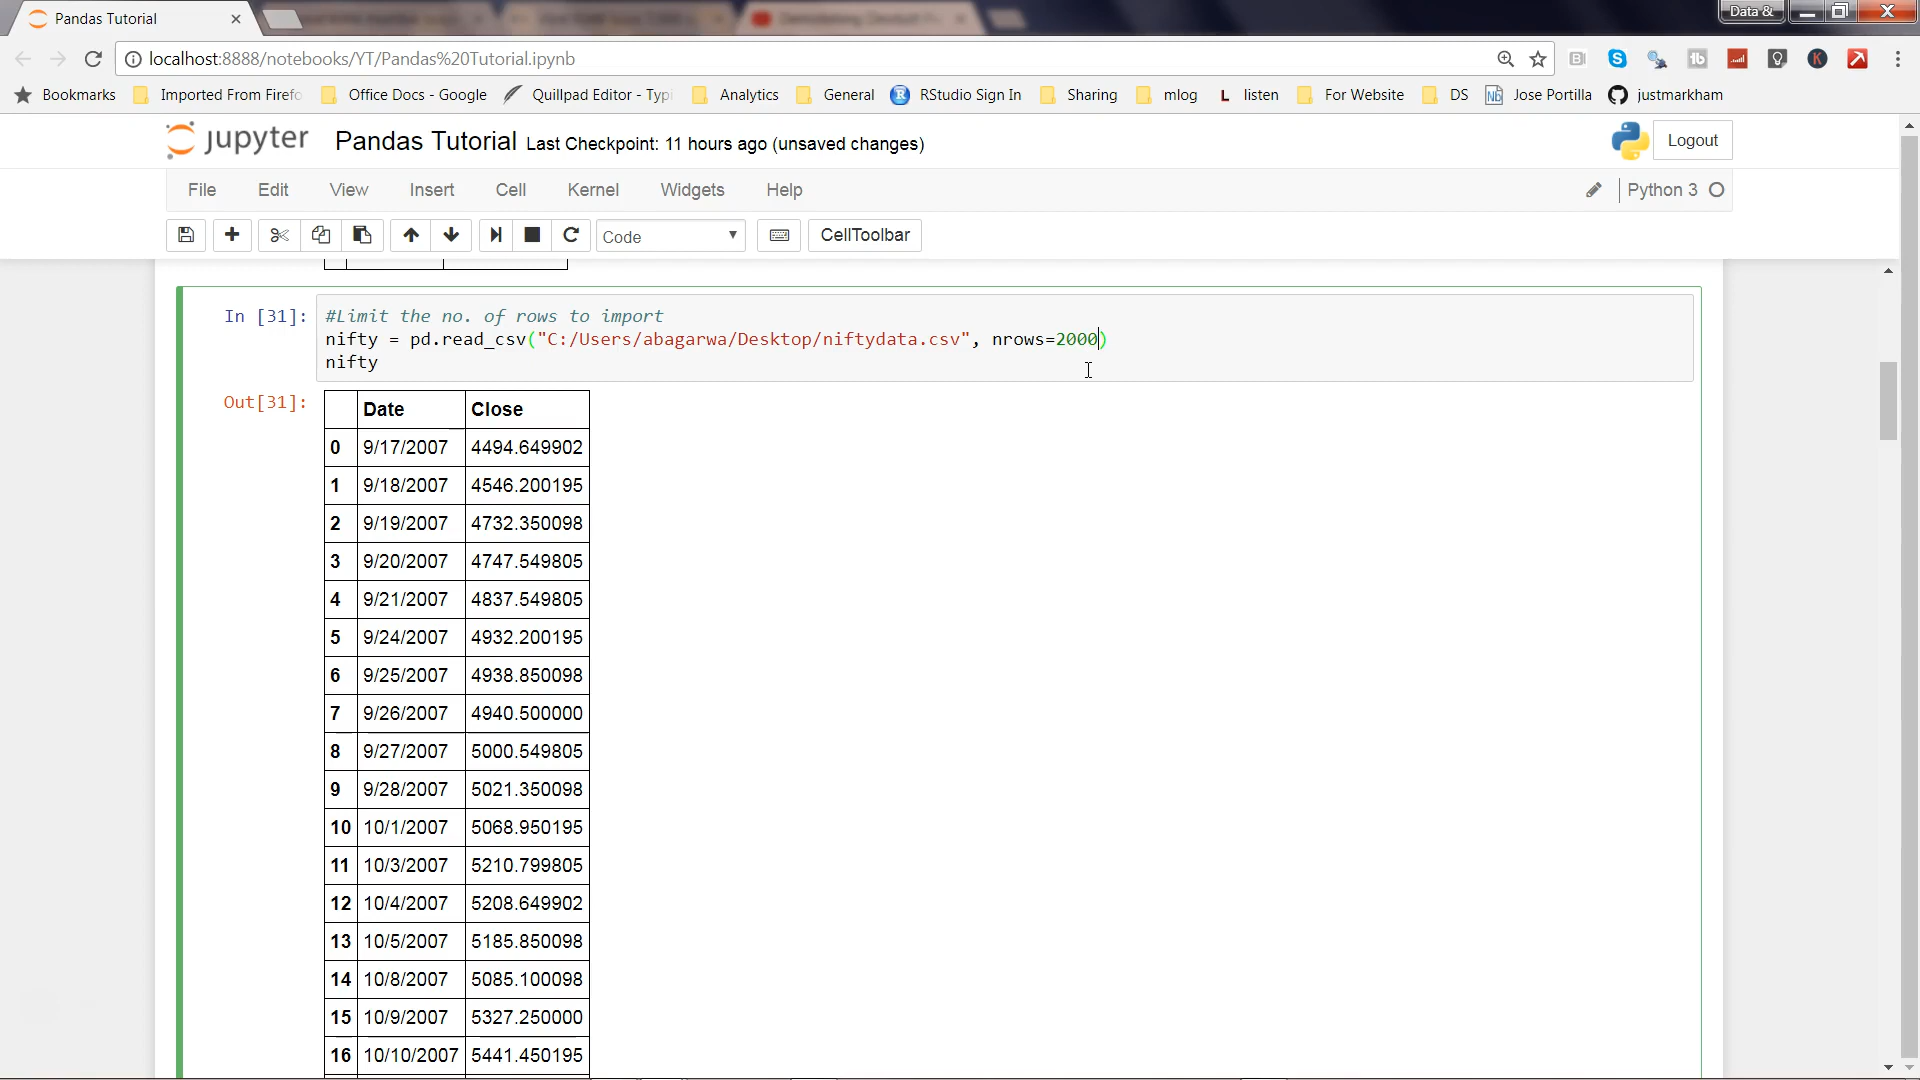 Pandas Tutorial
Data &
localhost:8888/notebooks/YT/Pandas%20Tutorial.ipynb
Bookmarks Imported From Firefo Office Docs - Google Quillpad Editor - Typi Analytics General RStudio Sign In Sharing mlog L listen For Website DS Nb Jose Portilla justmarkham
jupyter Pandas Tutorial Last Checkpoint: 11 hours ago (unsaved changes) Logout
File Edit View Insert Cell Kernel Widgets Help Python 3
Code CellToolbar
In [31]: #Limit the no. of rows to import
nifty = pd.read_csv("C:/Users/abagarwa/Desktop/niftydata.csv", nrows=2000)
nifty
Out[31]: Date Close
0 9/17/2007 4494.649902
1 9/18/2007 4546.200195
2 9/19/2007 4732.350098
3 9/20/2007 4747.549805
4 9/21/2007 4837.549805
5 9/24/2007 4932.200195
6 9/25/2007 4938.850098
7 9/26/2007 4940.500000
8 9/27/2007 5000.549805
9 9/28/2007 5021.350098
10 10/1/2007 5068.950195
11 10/3/2007 5210.799805
12 10/4/2007 5208.649902
13 10/5/2007 5185.850098
14 10/8/2007 5085.100098
15 10/9/2007 5327.250000
16 10/10/2007 5441.450195